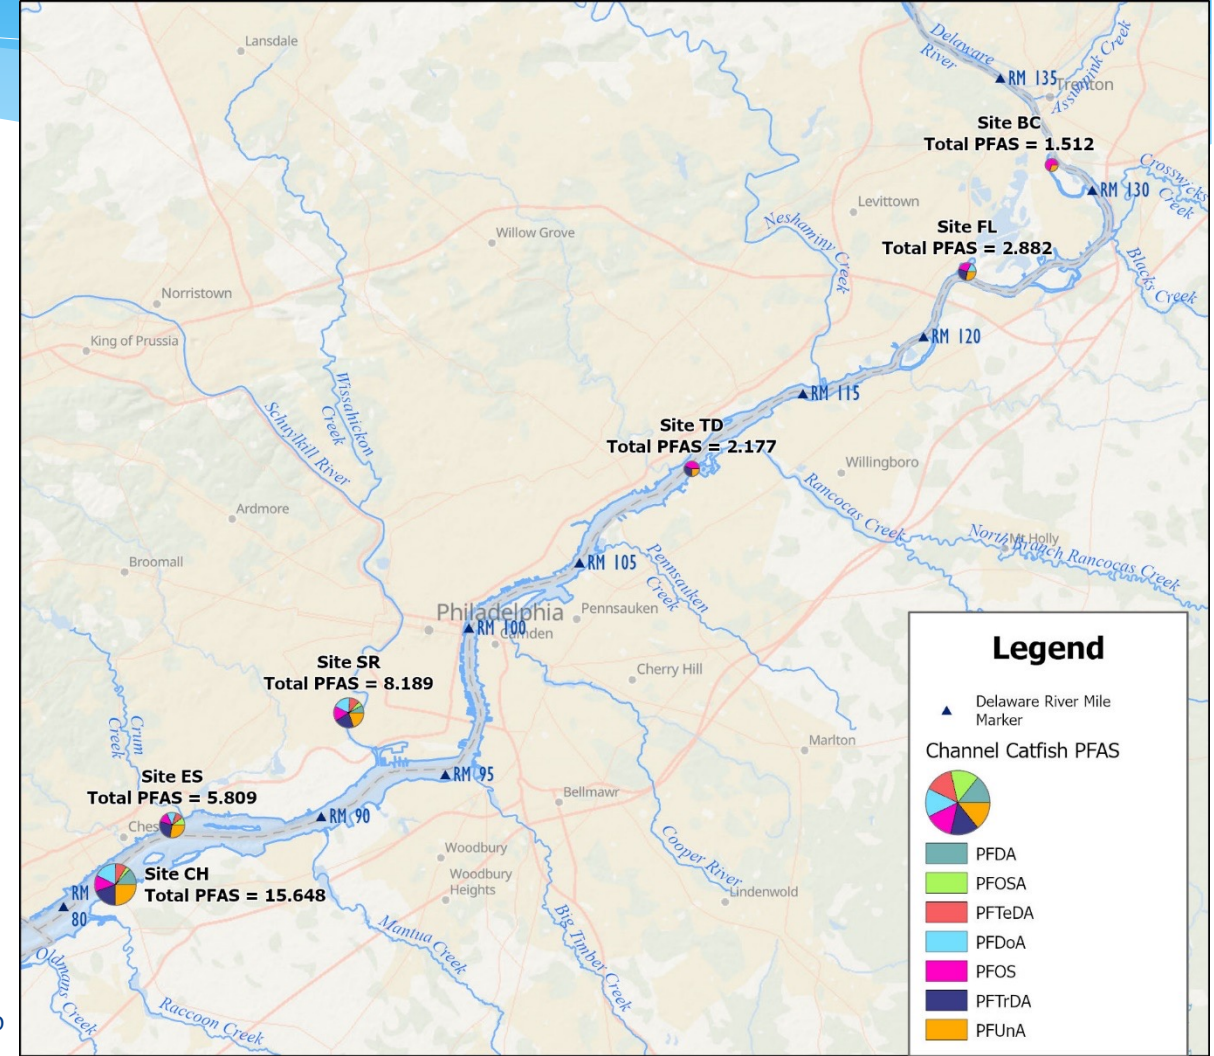 Lansdale
Delaware
River
RM 135
Trenton
Assunpink Creek
Site BC
Total PFAS = 1.512
Crosswicks
Creek
RM 130
Levittown
Neshaminy Creek
Site FL
Total PFAS = 2.882
Willow Grove
Blacks Creek
Norristown
King of Prussia
RM 120
Wissahickon
Creek
RM 115
Schuylkill River
Site TD
Total PFAS = 2.177
Willingboro
Rancocas Creek
Ardmore
North Branch Rancocas Creek
Mt Holly
Broomall
RM 105
Pennsauken
Creek
Philadelphia
Pennsauken
RM 100
Camden
Site SR
Total PFAS = 8.189
Cherry Hill
Crum
Creek
Marlton
Site ES
Total PFAS = 5.809
RM 95
Bellmawr
RM 90
Ches
Cooper River
Woodbury
Site CH
Total PFAS = 15.648
Woodbury
Heights
RM
80
Lindenwold
Mantua Creek
Big Timber Creek
Oldmans Creek
Raccoon Creek
Legend
Delaware River Mile
Marker
Channel Catfish PFAS
PFDA
PFOSA
PFTeDA
PFDoA
PFOS
PFTrDA
PFUnA